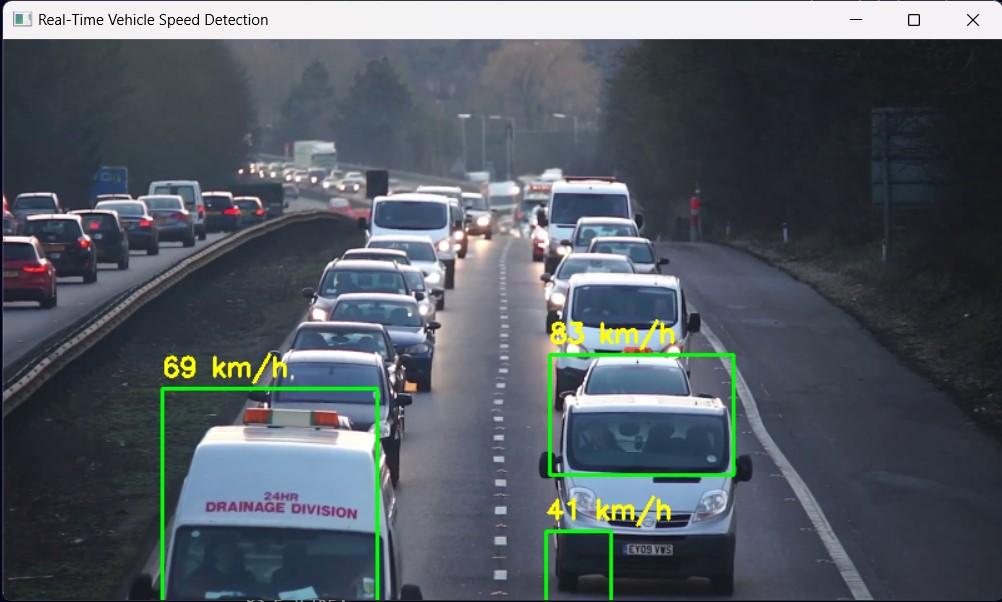 Real-Time Vehicle Speed Detection
83 km/h
69 km/h
24HR
DRAINAGE DIVISION
41 km/h
EY09 VWS